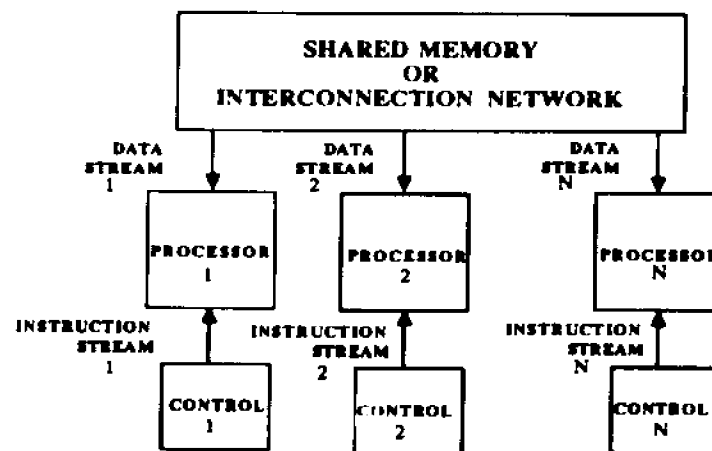 SHARED MEMORY
OR
INTERCONNECTION NETWORK
DATA
STREAM
1
DATA
STREAM
2
DATA
STREAM
N
PROCESSOR
1
PROCESSOR
2
PROCESSOR
N
INSTRUCTION
STREAM
1
INSTRUCTION
STREAM
2
INSTRUCTION
STREAM
N
CONTROL
1
CONTROL
2
CONTROL
N